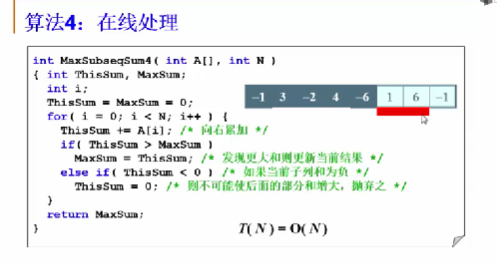 算法4：在线处理
int MaxSubseqSum4( int A[], int N )
{ int ThisSum, MaxSum;
int i;
ThisSum = MaxSum = 0;
for( i = 0; i < N; i++ ) {
ThisSum += A[i]; /* 向右累加 */
if( ThisSum > MaxSum )
MaxSum = ThisSum; /* 发现更大和则更新当前结果 */
else if( ThisSum < 0 ) /* 如果当前子列和为负 */
ThisSum = 0; /* 则不可能使后面的部分和增大，抛弃之 */
}
return MaxSum;
}
–1 3 –2 4 –6 1 6 –1
T( N ) = O( N )